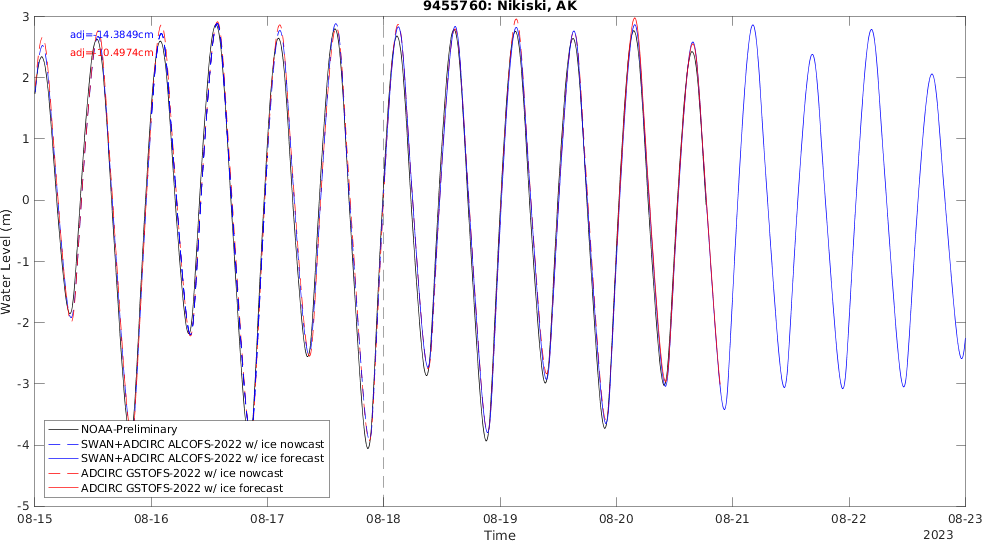 9455760: Nikiski, AK
adj=-14.3849cm
adj=-10.4974cm
3
2
1
0
-1
-2
-3
-4
-5
Water Level (m)
NOAA-Preliminary
SWAN+ADCIRC ALCOFS-2022 w/ ice nowcast
SWAN+ADCIRC ALCOFS-2022 w/ ice forecast
ADCIRC GSTOFS-2022 w/ ice nowcast
ADCIRC GSTOFS-2022 w/ ice forecast
08-15 08-16 08-17 08-18 08-19 08-20 08-21 08-22 08-23
Time
2023